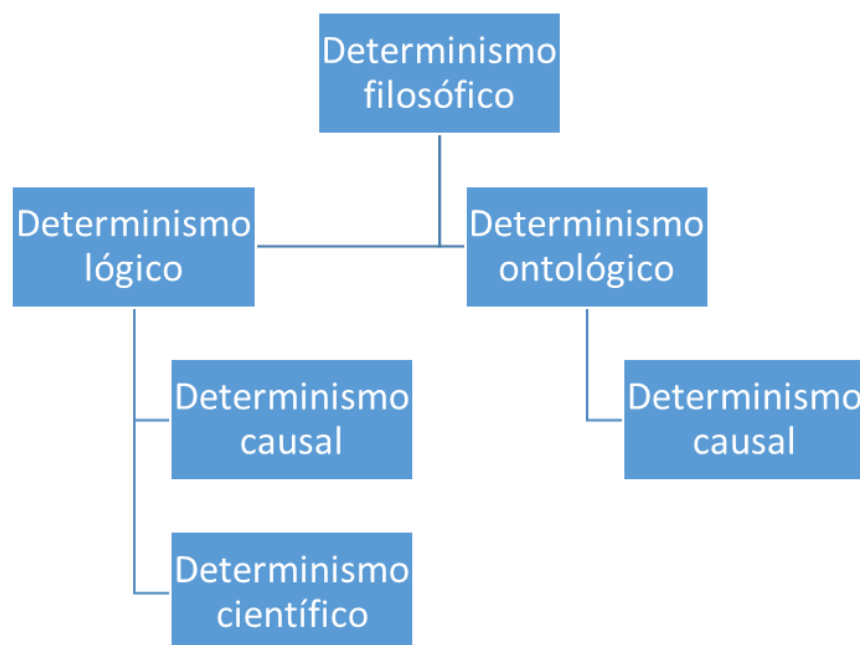 Determinismo
filosófico
Determinismo
lógico
Determinismo
ontológico
Determinismo
causal
Determinismo
causal
Determinismo
científico